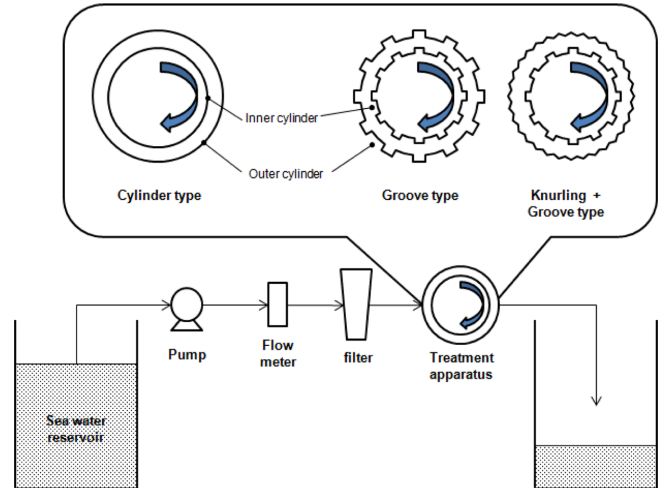 Inner cylinder
Outer cylinder
Cylinder type
Groove type
Knurling +
Groove type
Pump
Flow
meter
filter
Treatment
apparatus
Sea water
reservoir